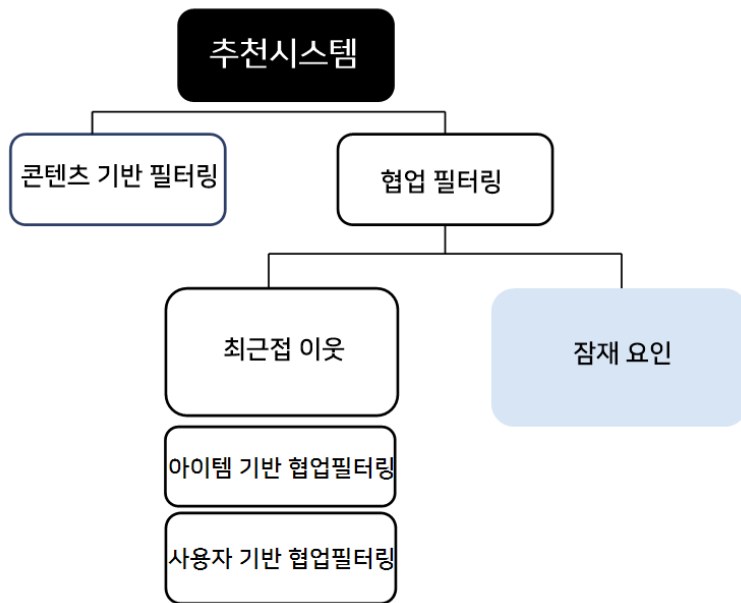 추천시스템
콘텐츠 기반 필터링
협업 필터링
최근접 이웃
잠재 요인
아이템 기반 협업필터링
사용자 기반 협업필터링